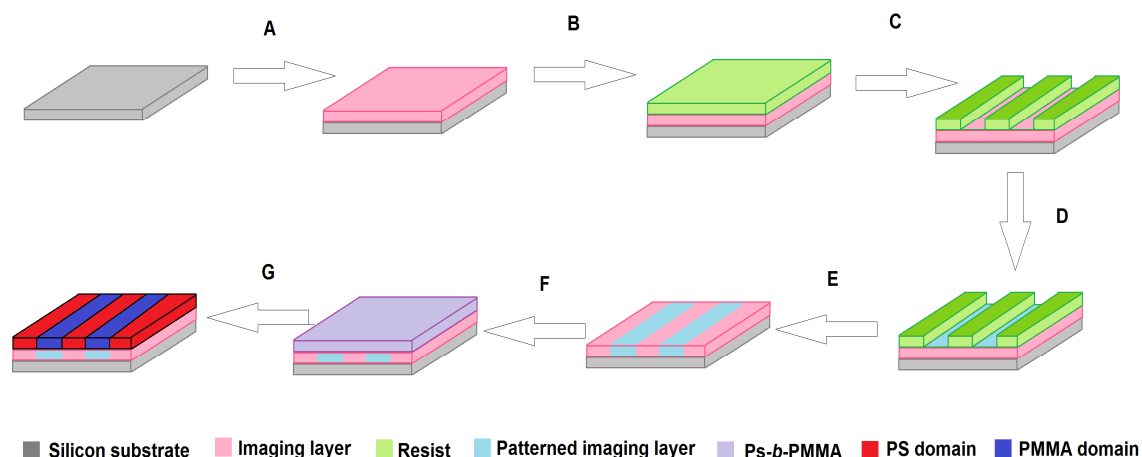 A
B
C
D
E
F
G
Silicon substrate
Imaging layer
Resist
Patterned imaging layer
Ps-b-PMMA
PS domain
PMMA domain